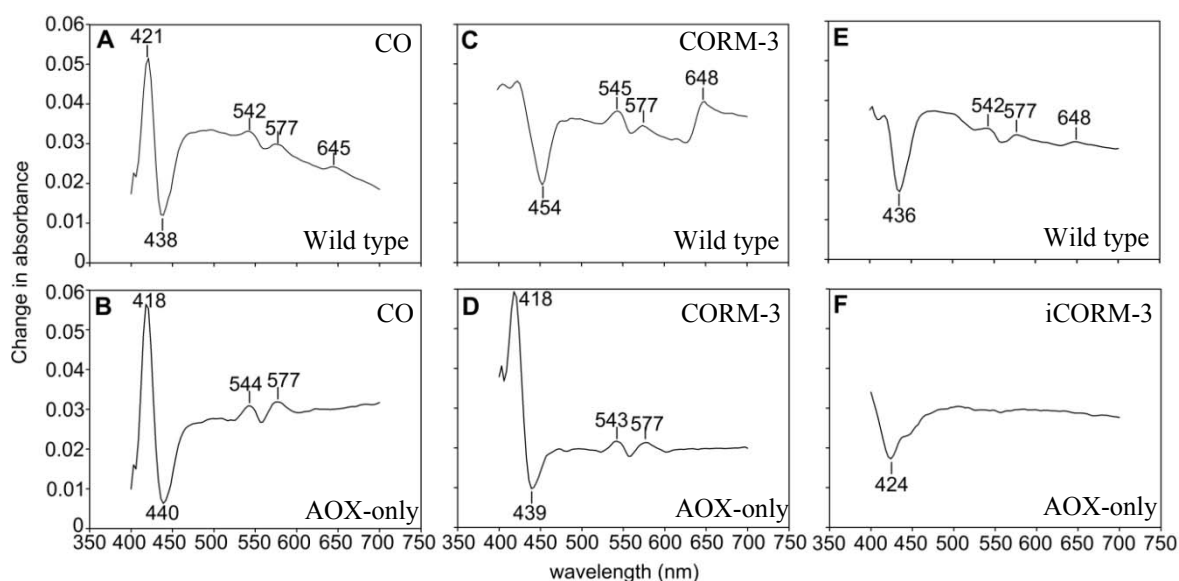 A
CO
421
438
542
577
645
Wild type
0.06
0.05
0.04
0.03
0.02
0.01
0
C
CORM-3
454
545
577
648
Wild type
E
436
542
577
648
Wild type
B
CO
418
440
544
577
AOX-only
0.06
0.05
0.04
0.03
0.02
0.01
0
D
CORM-3
418
439
543
577
AOX-only
F
iCORM-3
424
AOX-only
Change in absorbance
350 400 450 500 550 600 650 700 750
350 400 450 500 550 600 650 700 750
350 400 450 500 550 600 650 700 750
wavelength (nm)